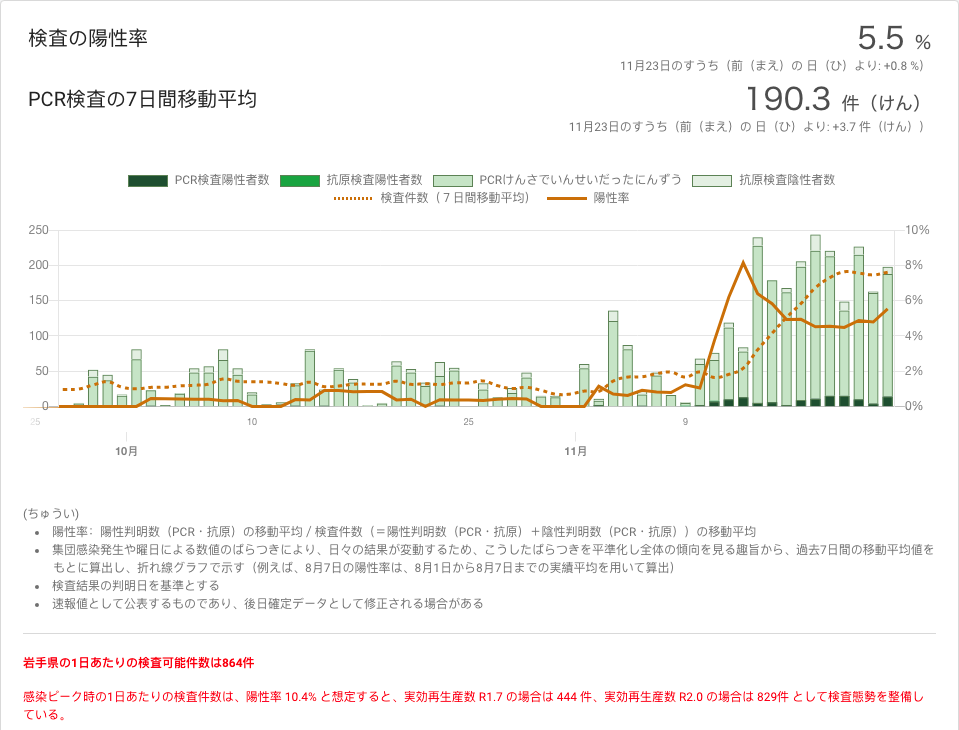 検査の陽性率
5.5 %
11月23日のすうち（前（まえ）の 日（ひ）より: +0.8 %）
PCR検査の7日間移動平均
190.3 件（けん）
11月23日のすうち（前（まえ）の 日（ひ）より: +3.7 件（けん））
PCR検査陽性者数 抗原検査陽性者数 PCRけんさでいんせいだったにんずう 抗原検査陰性者数
検査件数（７日間移動平均） 陽性率
250 10%
200 8%
150 6%
100 4%
50 2%
0 0%
25 10 25 9
10月 11月
(ちゅうい)
• 陽性率：陽性判明数（PCR・抗原）の移動平均 / 検査件数（＝陽性判明数（PCR・抗原）＋陰性判明数（PCR・抗原））の移動平均
• 集団感染発生や曜日による数値のばらつきにより、日々の結果が変動するため、こうしたばらつきを平準化し全体の傾向を見る趣旨から、過去7日間の移動平均値を
もとに算出し、折れ線グラフで示す（例えば、8月7日の陽性率は、8月1日から8月7日までの実績平均を用いて算出）
• 検査結果の判明日を基準とする
• 速報値として公表するものであり、後日確定データとして修正される場合がある
岩手県の1日あたりの検査可能件数は864件
感染ピーク時の1日あたりの検査件数は、陽性率 10.4% と想定すると、実効再生産数 R1.7 の場合は 444 件、実効再生産数 R2.0 の場合は 829件 として検査態勢を整備し
ている。